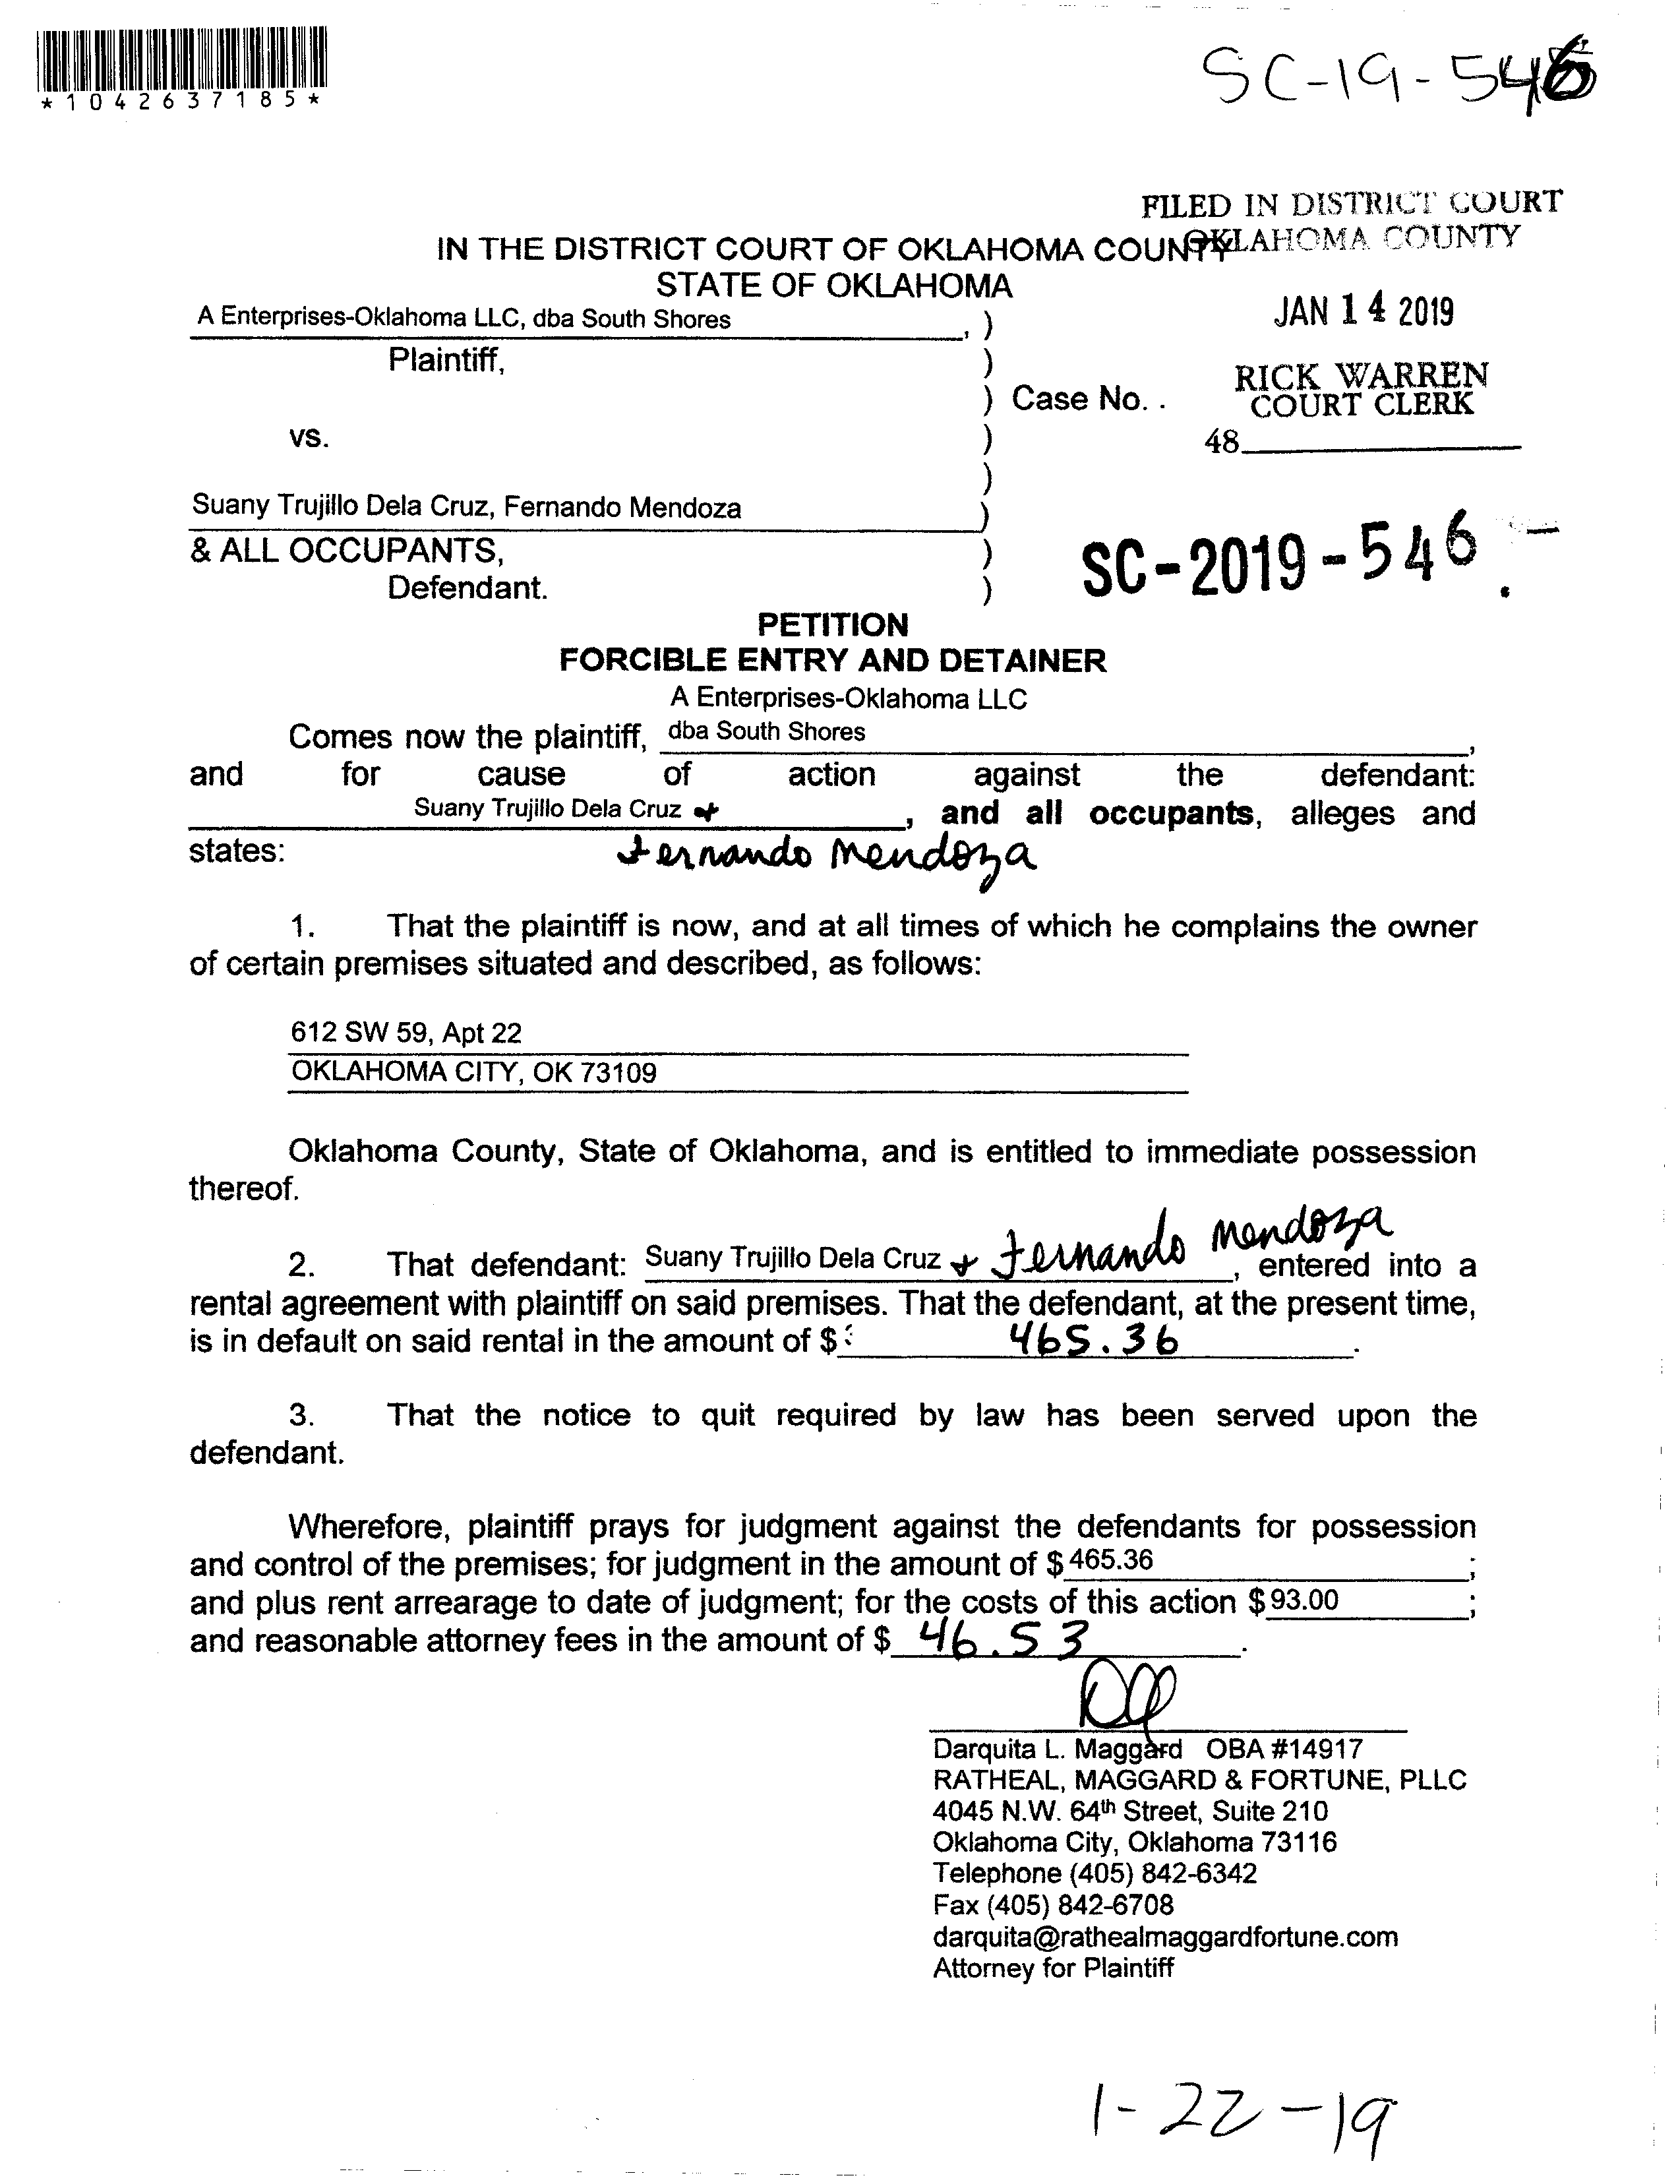 *1042637185*
SC-19-546
FILED IN DISTRICT COURT
OKLAHOMA COUNTY
IN THE DISTRICT COURT OF OKLAHOMA COUNTY
STATE OF OKLAHOMA
A Enterprises-Oklahoma LLC, dba South Shores , )
JAN 14 2019
Plaintiff, )
RICK WARREN
) Case No. .
COURT CLERK
vs. )
48
)
Suany Trujillo Dela Cruz, Fernando Mendoza )
& ALL OCCUPANTS, )
SC-2019-546
Defendant. )
PETITION
FORCIBLE ENTRY AND DETAINER
A Enterprises-Oklahoma LLC
Comes now the plaintiff, dba South Shores ,
and for cause of action against the defendant:
Suany Trujillo Dela Cruz + , and all occupants, alleges and
states: Fernando Mendoza
1. That the plaintiff is now, and at all times of which he complains the owner
of certain premises situated and described, as follows:
612 SW 59, Apt 22
OKLAHOMA CITY, OK 73109
Oklahoma County, State of Oklahoma, and is entitled to immediate possession
thereof.
2. That defendant: Suany Trujillo Dela Cruz + Fernando Mendoza, entered into a
rental agreement with plaintiff on said premises. That the defendant, at the present time,
is in default on said rental in the amount of $ 465.36.
3. That the notice to quit required by law has been served upon the
defendant.
Wherefore, plaintiff prays for judgment against the defendants for possession
and control of the premises; for judgment in the amount of $ 465.36 ;
and plus rent arrearage to date of judgment; for the costs of this action $ 93.00 ;
and reasonable attorney fees in the amount of $ 46.53.
Darquita L. Maggard OBA #14917
RATHEAL, MAGGARD & FORTUNE, PLLC
4045 N.W. 64th Street, Suite 210
Oklahoma City, Oklahoma 73116
Telephone (405) 842-6342
Fax (405) 842-6708
darquita@rathealmaggardfortune.com
Attorney for Plaintiff
1-22-19